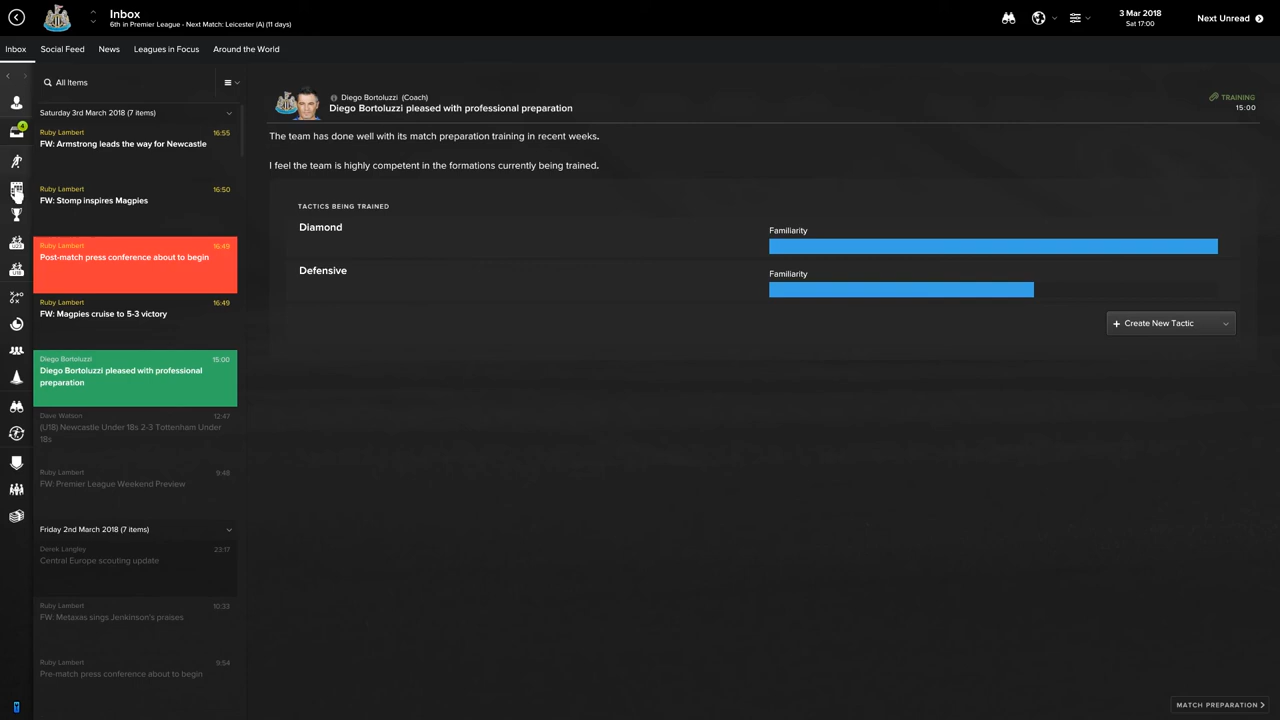 Inbox
6th in Premier League - Next Match: Leicester (A) (11 days)
3 Mar 2018
Sat 17:00
Next Unread
Inbox
Social Feed
News
Leagues in Focus
Around the World
All Items
4
U23
U18
Saturday 3rd March 2018 (7 items)
Ruby Lambert 16:55
FW: Armstrong leads the way for Newcastle
Ruby Lambert 16:50
FW: Stomp inspires Magpies
Ruby Lambert 16:49
Post-match press conference about to begin
Ruby Lambert 16:49
FW: Magpies cruise to 5-3 victory
Diego Bortoluzzi 15:00
Diego Bortoluzzi pleased with professional
preparation
Dave Watson 12:47
(U18) Newcastle Under 18s 2-3 Tottenham Under
18s
Ruby Lambert 9:48
FW: Premier League Weekend Preview
Friday 2nd March 2018 (7 items)
Derek Langley 23:17
Central Europe scouting update
Ruby Lambert 10:33
FW: Metaxas sings Jenkinson's praises
Ruby Lambert 9:54
Pre-match press conference about to begin
Diego Bortoluzzi (Coach)
Diego Bortoluzzi pleased with professional preparation
TRAINING
15:00
The team has done well with its match preparation training in recent weeks.
I feel the team is highly competent in the formations currently being trained.
TACTICS BEING TRAINED
Diamond
Familiarity
Defensive
Familiarity
+ Create New Tactic
MATCH PREPARATION